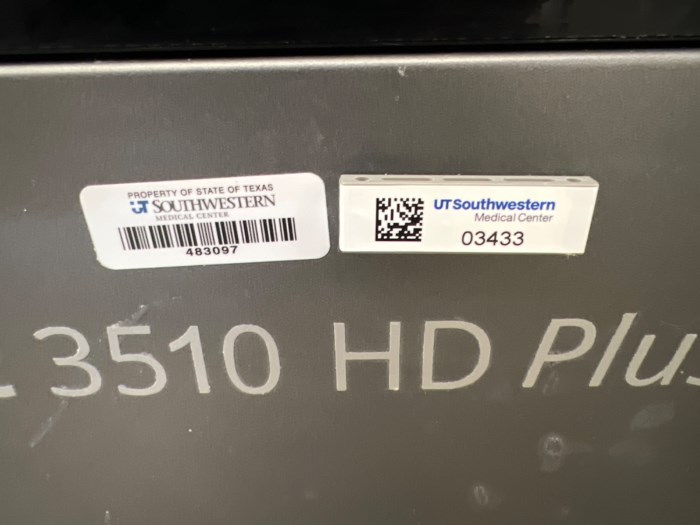 PROPERTY OF STATE OF TEXAS
UT SOUTHWESTERN
MEDICAL CENTER
483097
UTSouthwestern
Medical Center
03433
3510 HD Plus